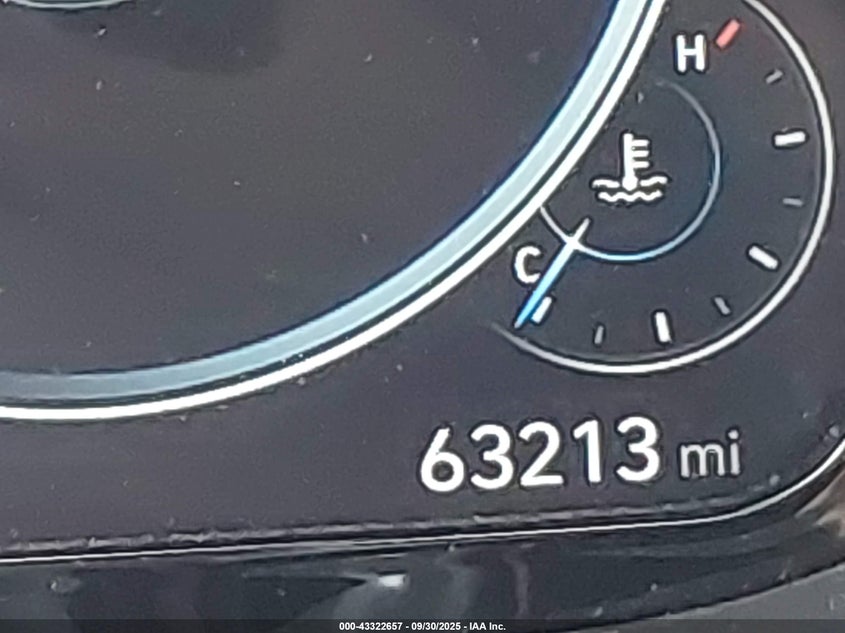 H
C
63213 mi
000-43322657 - 09/30/2025 - IAA Inc.